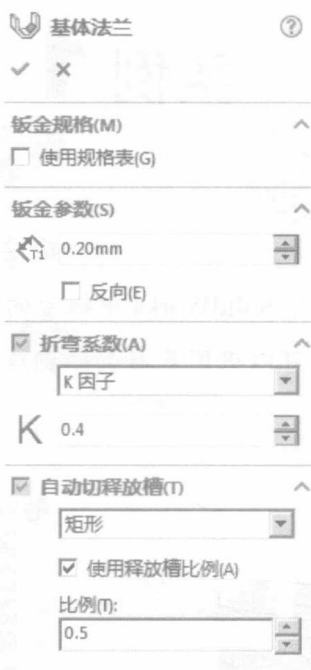 基体法兰
钣金规格(M)
使用规格表(G)
钣金参数(S)
T1 0.20mm
反向(E)
折弯系数(A)
K 因子
K 0.4
自动切释放槽(T)
矩形
使用释放槽比例(A)
比例(T):
0.5